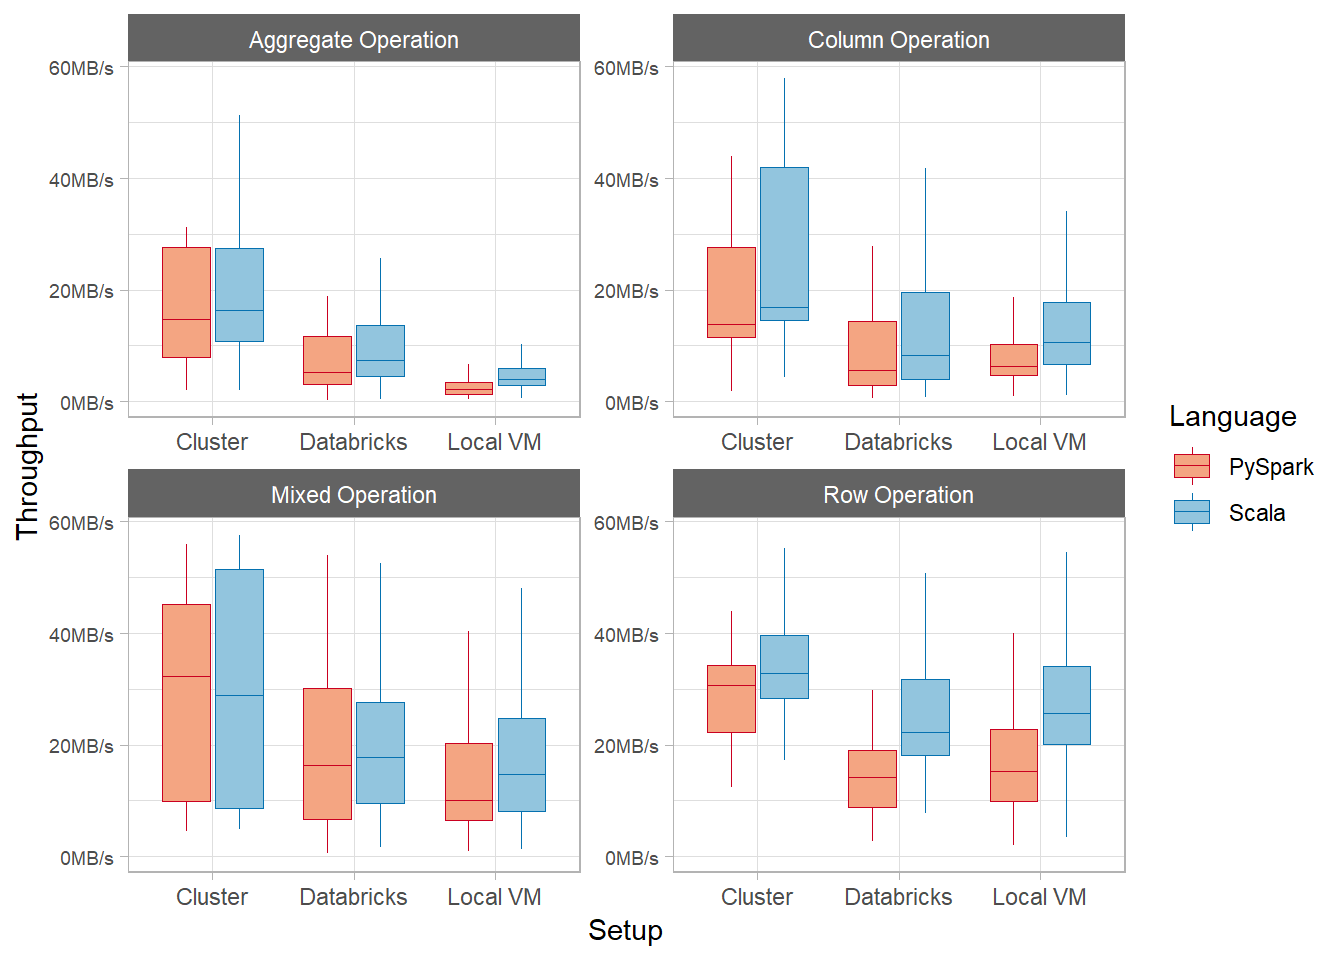 Aggregate Operation
Column Operation
60MB/s
40MB/s
20MB/s
0MB/s
60MB/s
40MB/s
20MB/s
0MB/s
Cluster Databricks Local VM
Cluster Databricks Local VM
Mixed Operation
Row Operation
60MB/s
40MB/s
20MB/s
0MB/s
60MB/s
40MB/s
20MB/s
0MB/s
Cluster Databricks Local VM
Cluster Databricks Local VM
Throughput
Setup
Language
PySpark
Scala